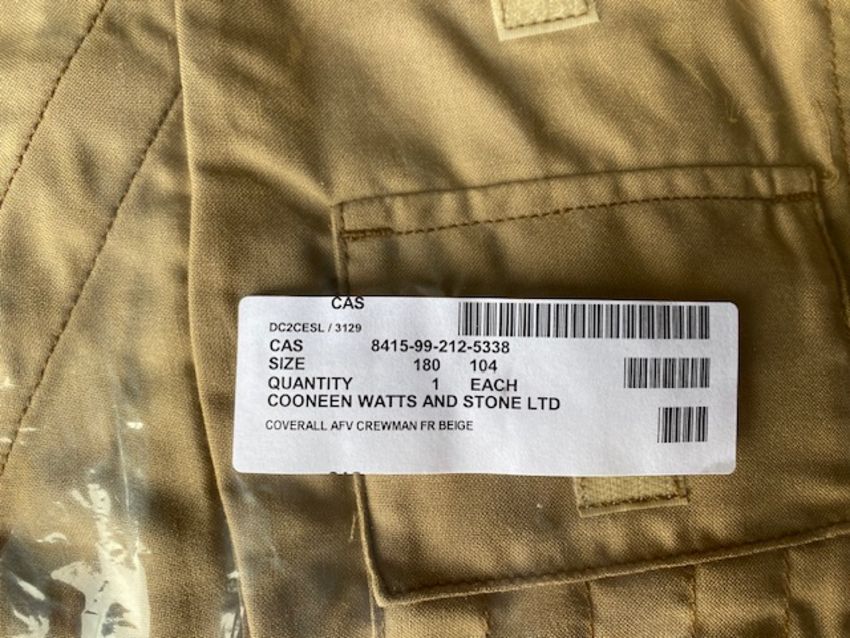 CAS
DC2CESL / 3129
CAS 8415-99-212-5338
SIZE 180 104
QUANTITY 1 EACH
COONEEN WATTS AND STONE LTD
COVERALL AFV CREWMAN FR BEIGE